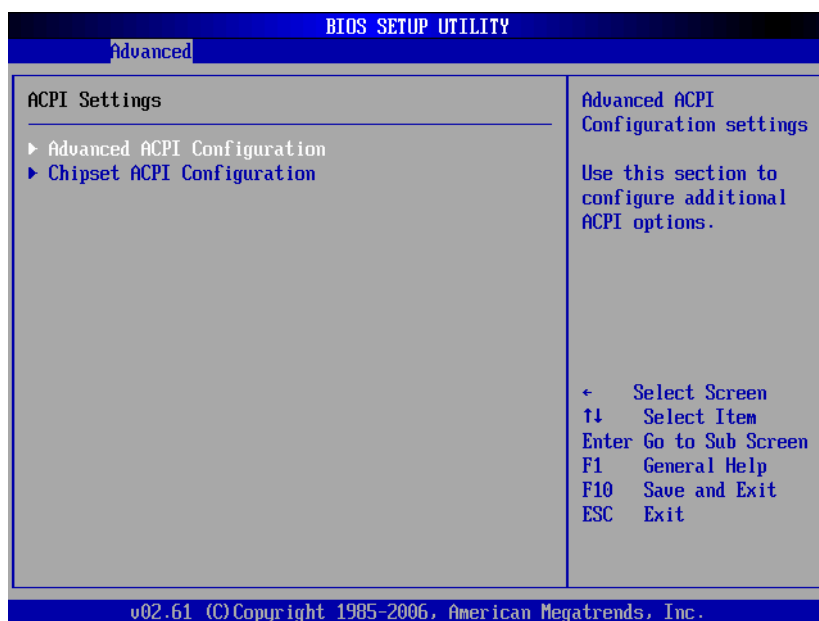 BIOS SETUP UTILITY
Advanced
ACPI Settings
▶ Advanced ACPI Configuration
▶ Chipset ACPI Configuration
Advanced ACPI
Configuration settings
Use this section to
configure additional
ACPI options.
← Select Screen
↑↓ Select Item
Enter Go to Sub Screen
F1 General Help
F10 Save and Exit
ESC Exit
v02.61 (C)Copyright 1985-2006, American Megatrends, Inc.